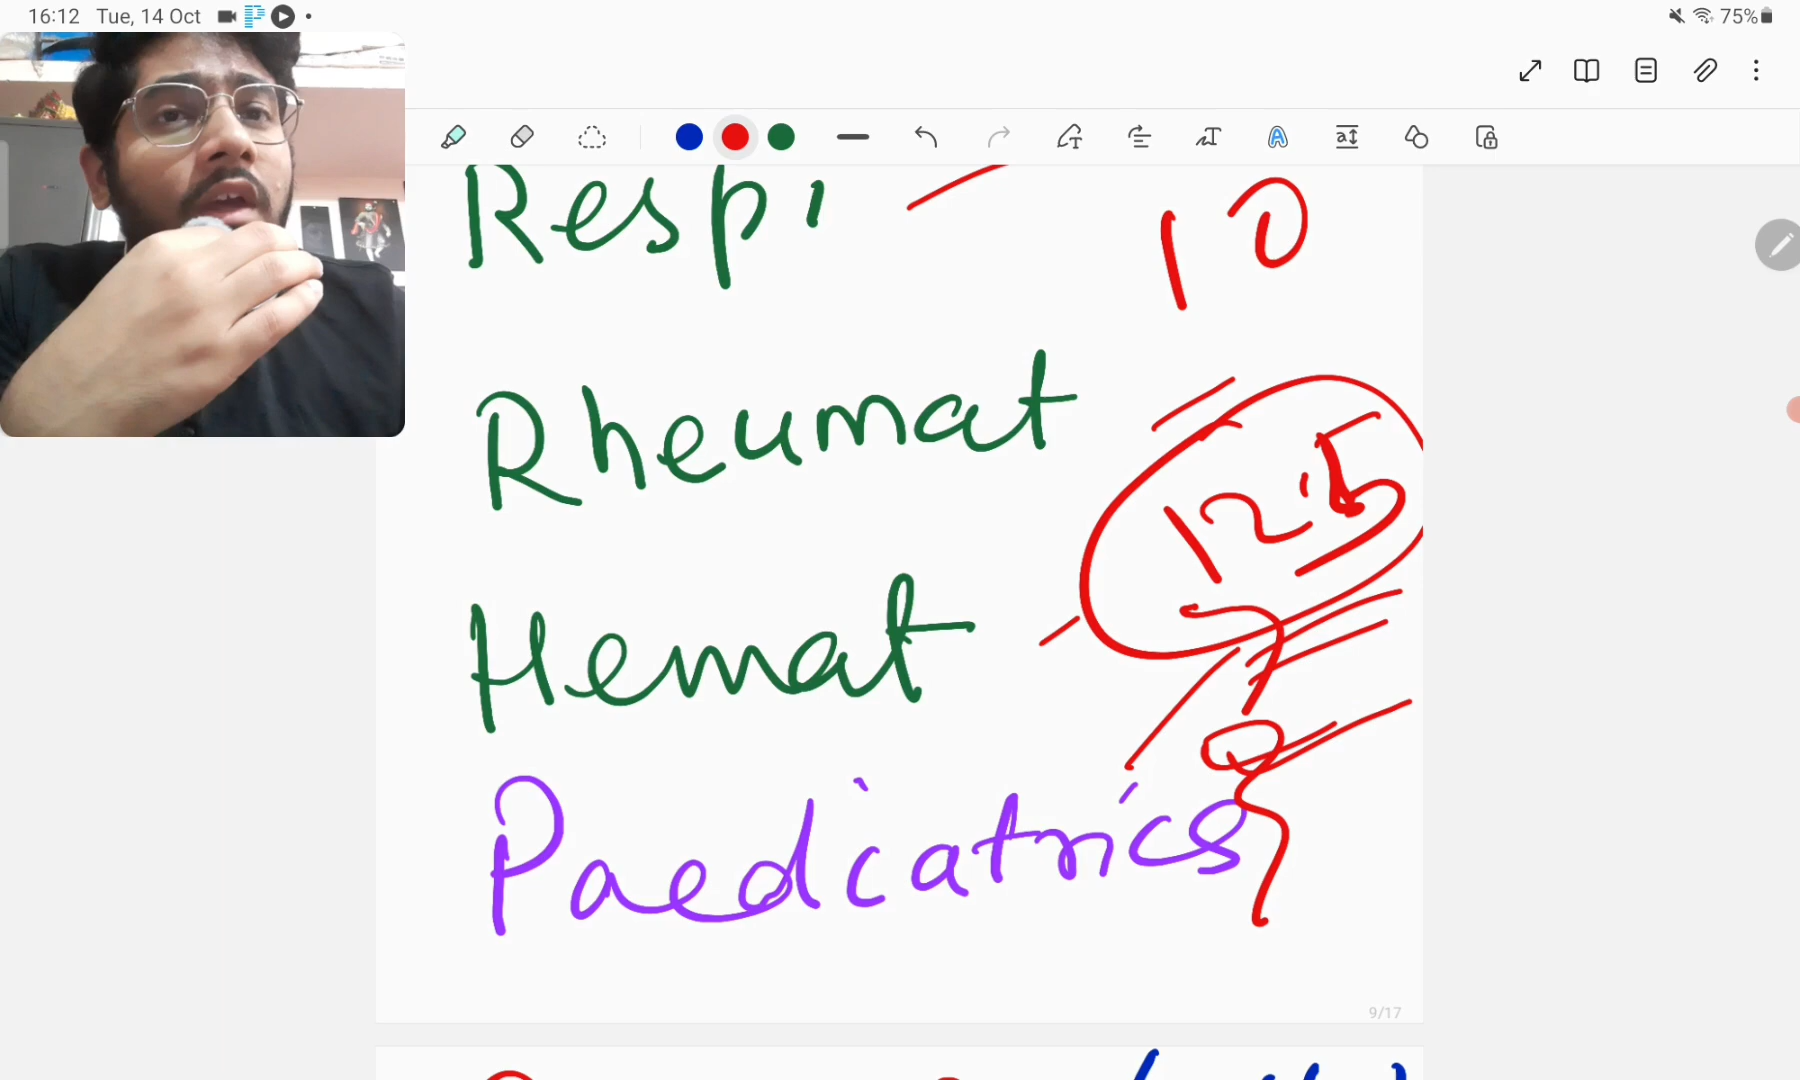 16:12 Tue, 14 Oct
75%
Respi
10
Rheumat
12.5
Hemat
Paediatrics
9/17